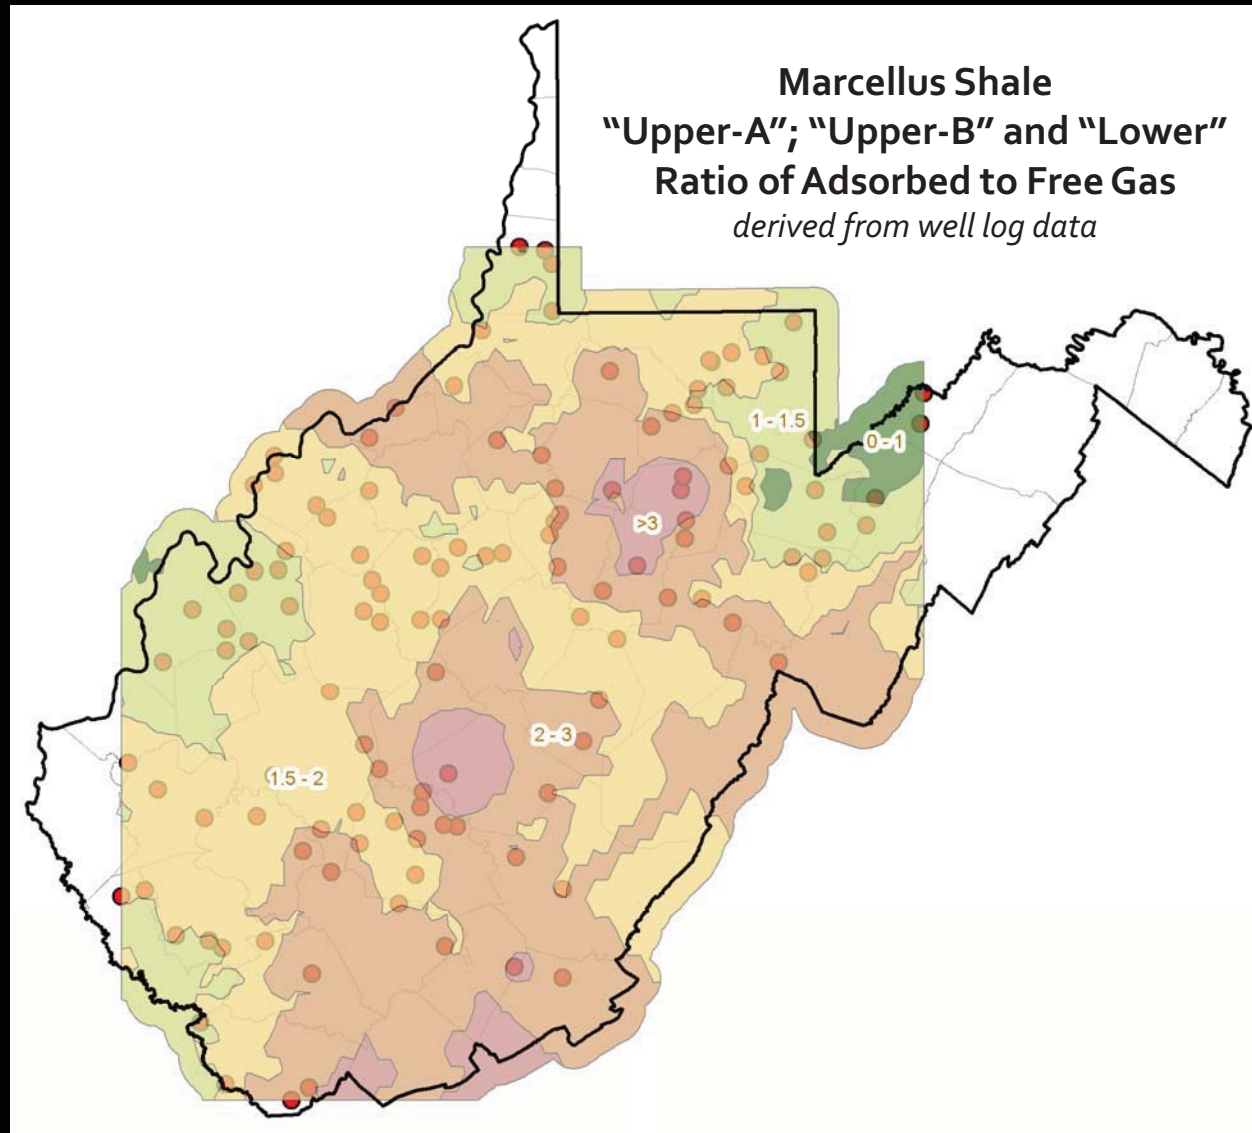 Marcellus Shale
“Upper-A”; “Upper-B” and “Lower”
Ratio of Adsorbed to Free Gas
derived from well log data
1 - 1.5
0 - 1
>3
2 - 3
1.5 - 2